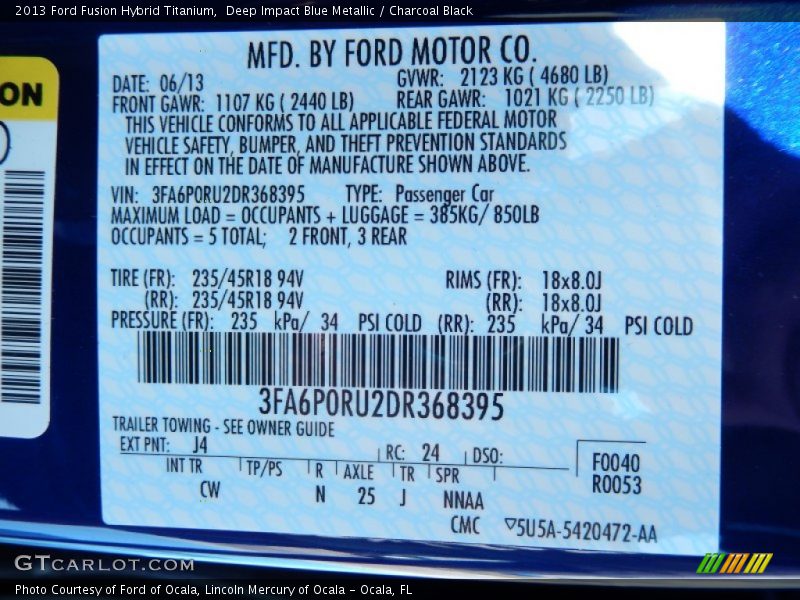 2013 Ford Fusion Hybrid Titanium,  Deep Impact Blue Metallic / Charcoal Black
ON
MFD. BY FORD MOTOR CO.
DATE: 06/13 GVWR: 2123 KG ( 4680 LB)
FRONT GAWR: 1107 KG ( 2440 LB) REAR GAWR: 1021 KG ( 2250 LB)
THIS VEHICLE CONFORMS TO ALL APPLICABLE FEDERAL MOTOR
VEHICLE SAFETY, BUMPER, AND THEFT PREVENTION STANDARDS
IN EFFECT ON THE DATE OF MANUFACTURE SHOWN ABOVE.
VIN: 3FA6P0RU2DR368395 TYPE: Passenger Car
MAXIMUM LOAD = OCCUPANTS + LUGGAGE = 385KG/ 850LB
OCCUPANTS = 5 TOTAL; 2 FRONT, 3 REAR
TIRE (FR): 235/45R18 94V RIMS (FR): 18x8.0J
(RR): 235/45R18 94V (RR): 18x8.0J
PRESSURE (FR): 235 kPa/ 34 PSI COLD (RR): 235 kPa/ 34 PSI COLD
3FA6P0RU2DR368395
TRAILER TOWING - SEE OWNER GUIDE
EXT PNT: J4 RC: 24 DSO: F0040
INT TR TP/PS R AXLE TR SPR R0053
CW N 25 J NNAA
CMC ▽5U5A-5420472-AA
GTcarlot.com
Photo Courtesy of Ford of Ocala, Lincoln Mercury of Ocala - Ocala, FL